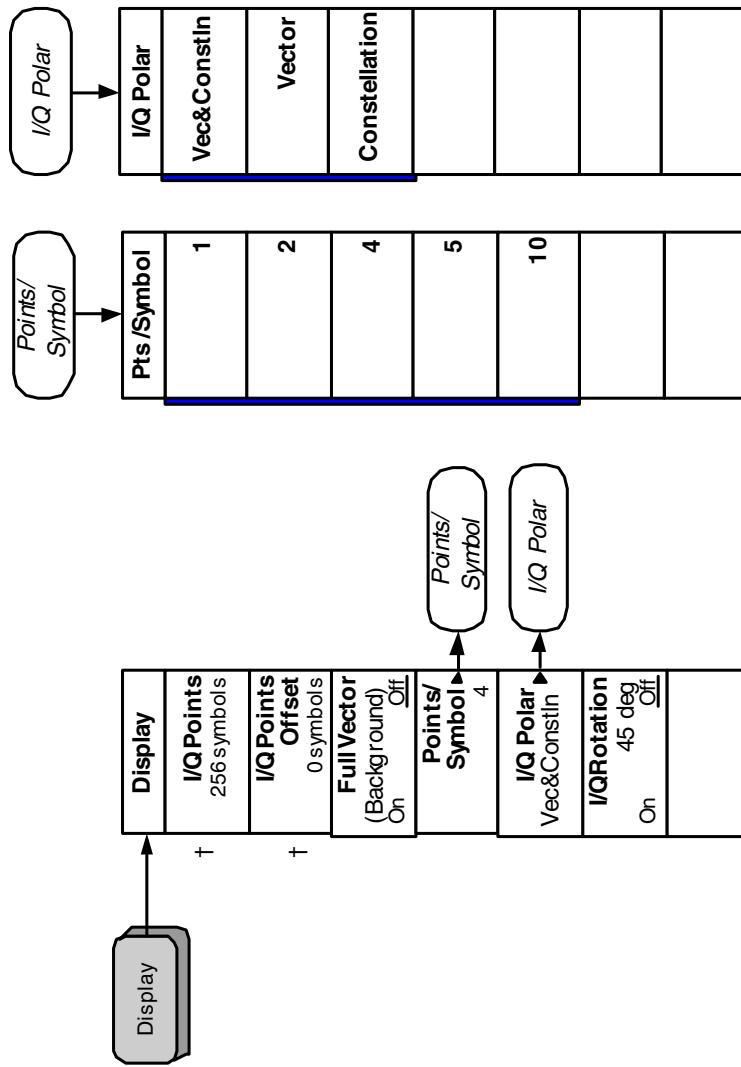 Display
†
†
Display
I/Q Points
256 symbols
I/Q Points
Offset
0 symbols
Full Vector
(Background)
On Off
Points/
Symbol
4
I/Q Polar
Vec&Constln
I/Q Rotation
45 deg
On Off
Points/
Symbol
I/Q Polar
Points/
Symbol
Pts/Symbol
1
2
4
5
10
I/Q Polar
I/Q Polar
Vec&Constln
Vector
Constellation